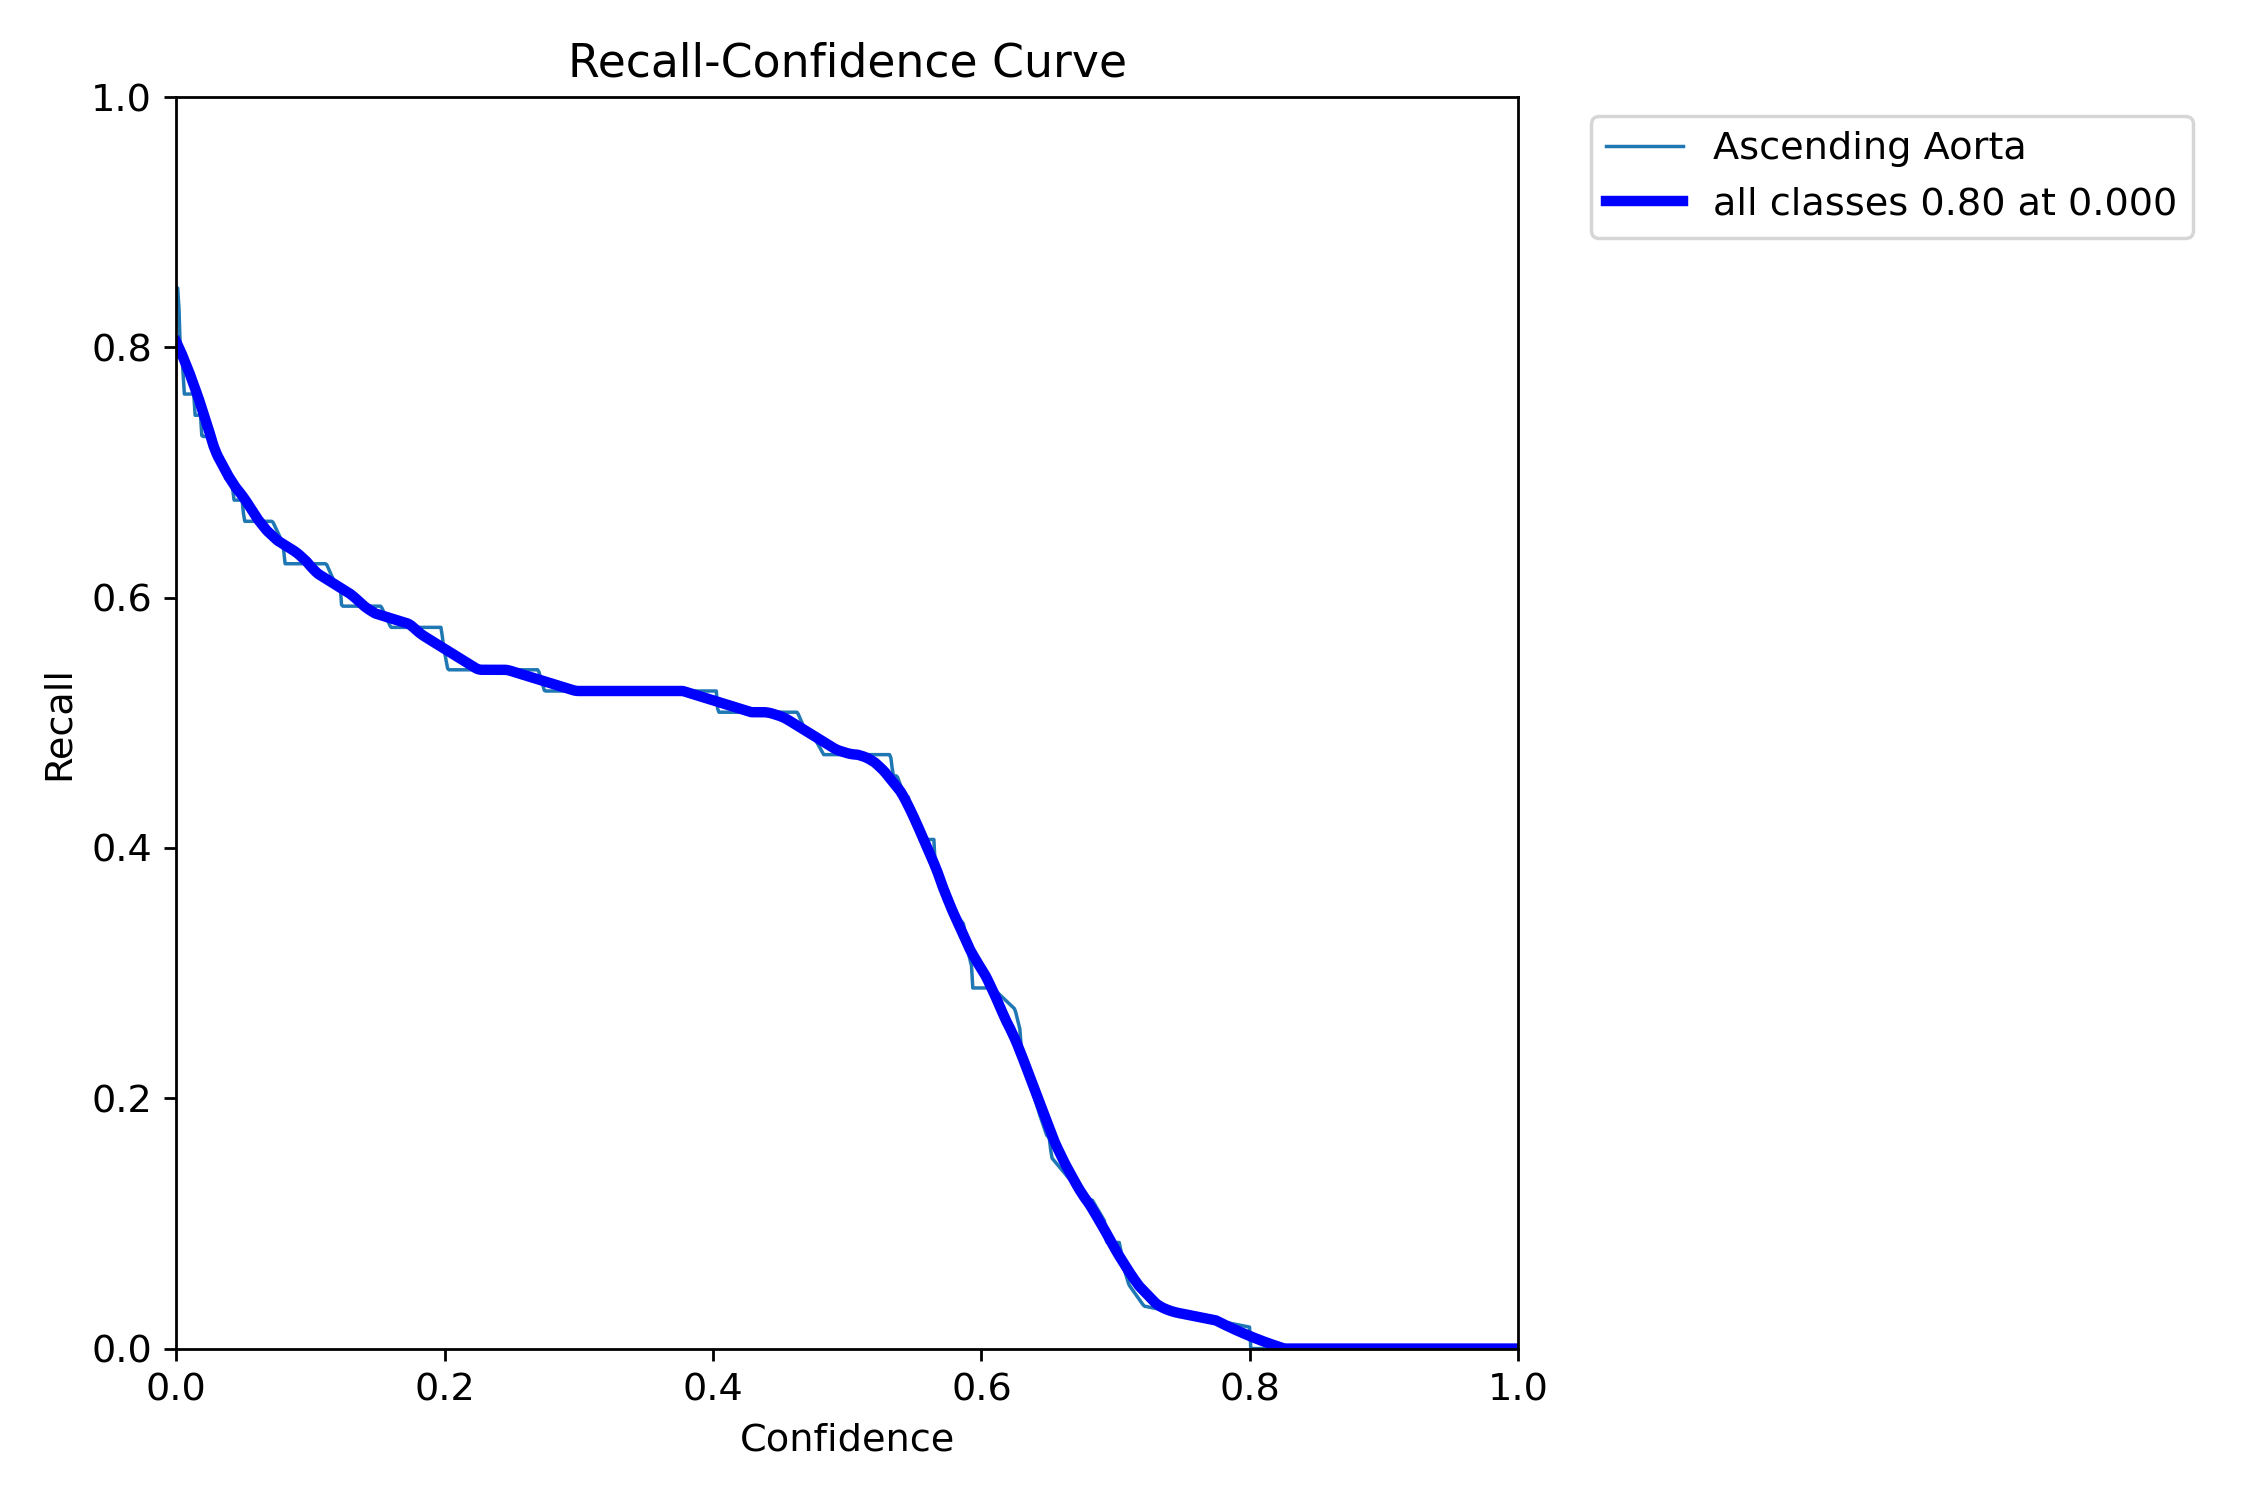 Recall-Confidence Curve
1.0
0.8
0.6
0.4
0.2
0.0
Recall
0.0 0.2 0.4 0.6 0.8 1.0
Confidence
Ascending Aorta
all classes 0.80 at 0.000